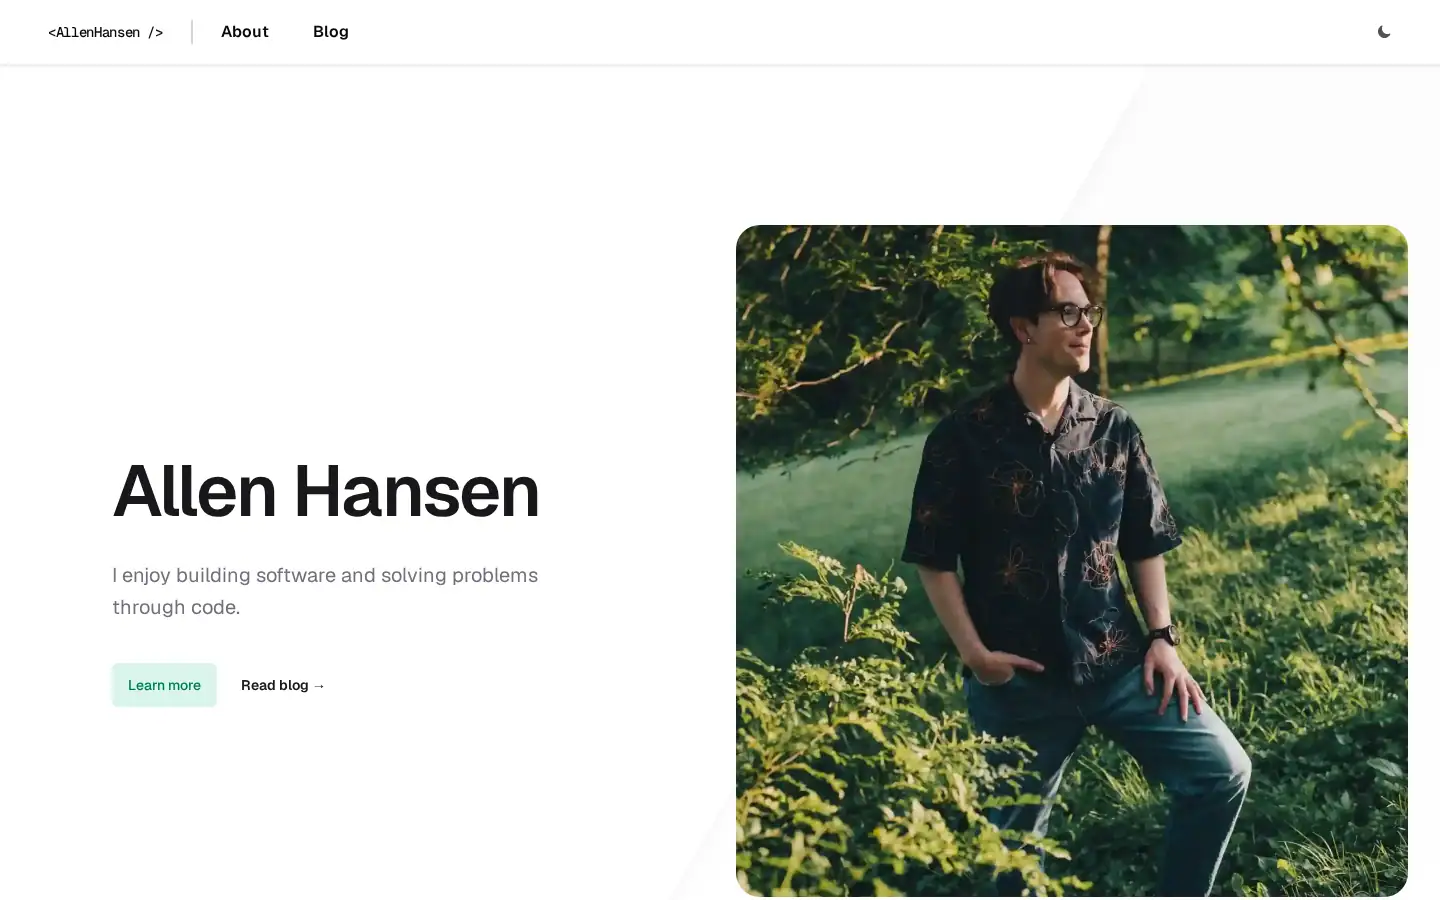 <AllenHansen />
About
Blog
Allen Hansen
I enjoy building software and solving problems
through code.
Learn more
Read blog →